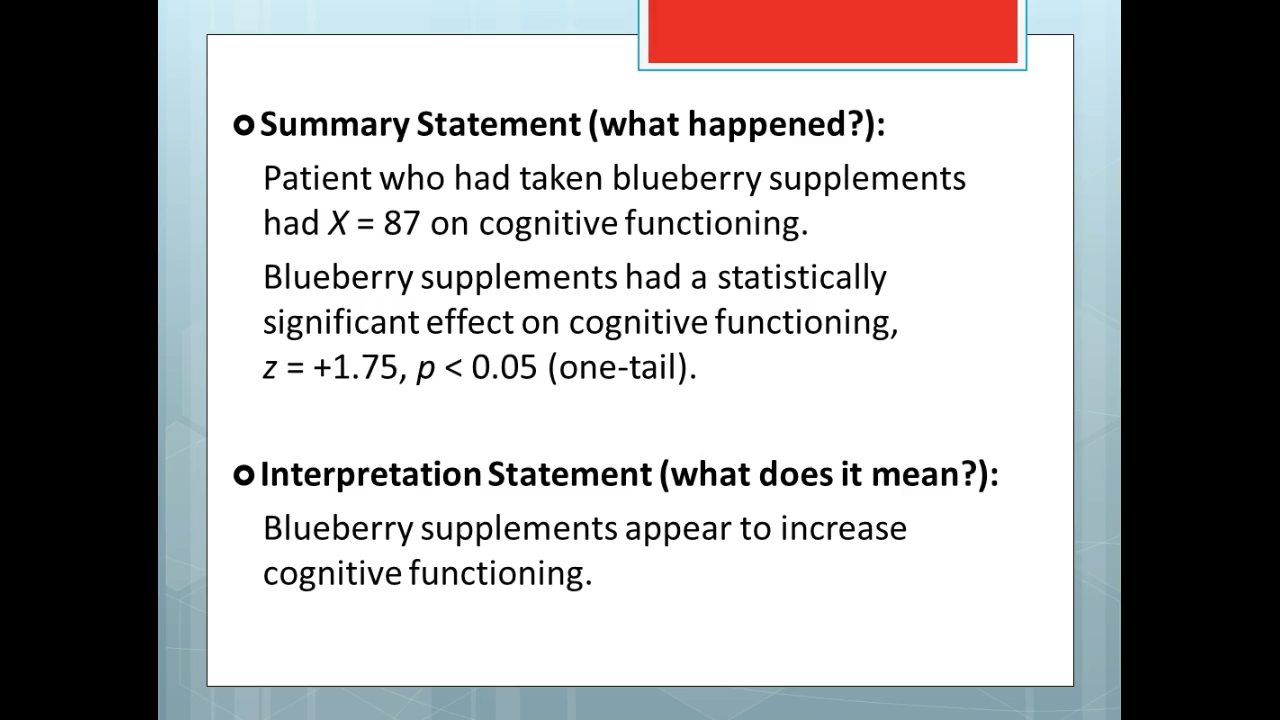 Summary Statement (what happened?):
Patient who had taken blueberry supplements
had X = 87 on cognitive functioning.
Blueberry supplements had a statistically
significant effect on cognitive functioning,
z = +1.75, p < 0.05 (one-tail).
Interpretation Statement (what does it mean?):
Blueberry supplements appear to increase
cognitive functioning.